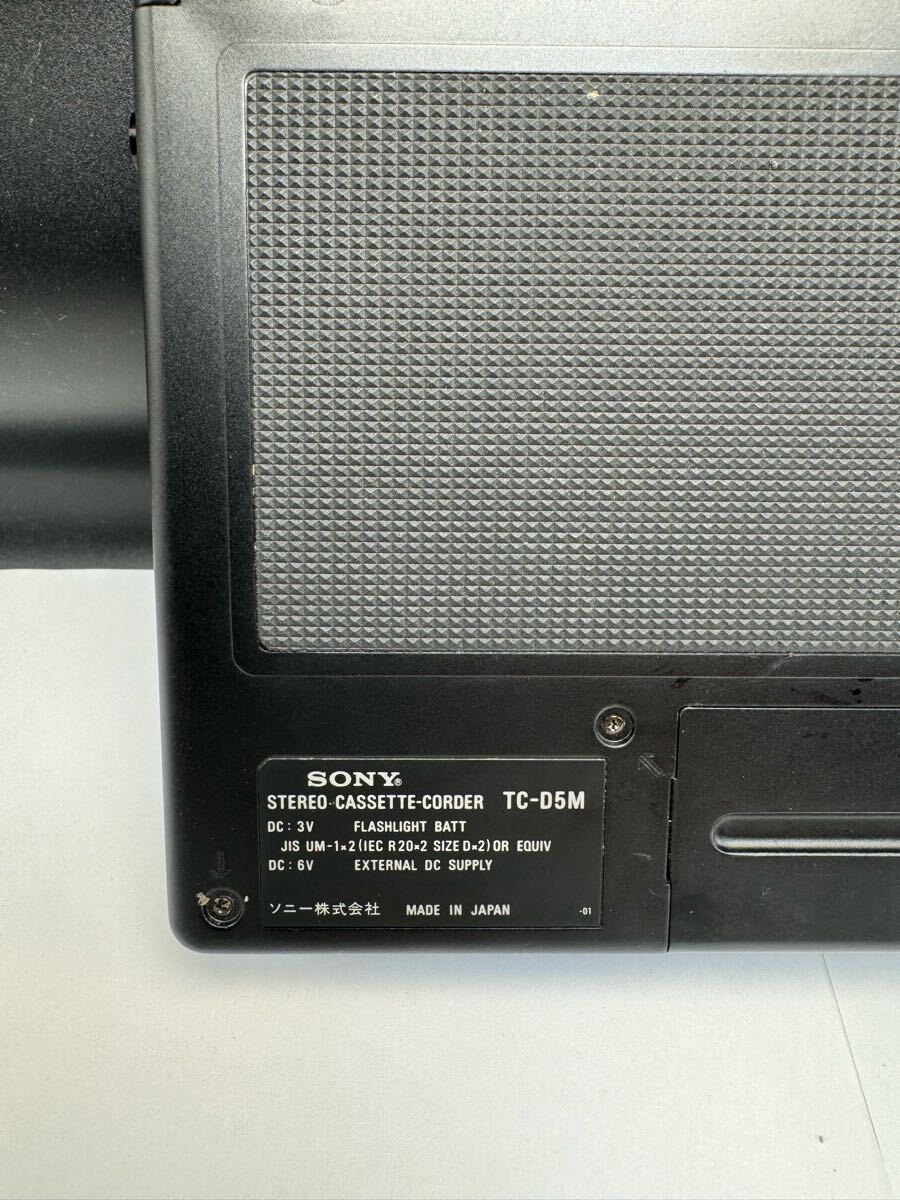 SONY®
STEREO CASSETTE-CORDER TC-D5M
DC: 3V FLASHLIGHT BATT
JIS UM-1×2 (IEC R20×2 SIZE D×2) OR EQUIV
DC: 6V EXTERNAL DC SUPPLY
ソニー株式会社 MADE IN JAPAN -01